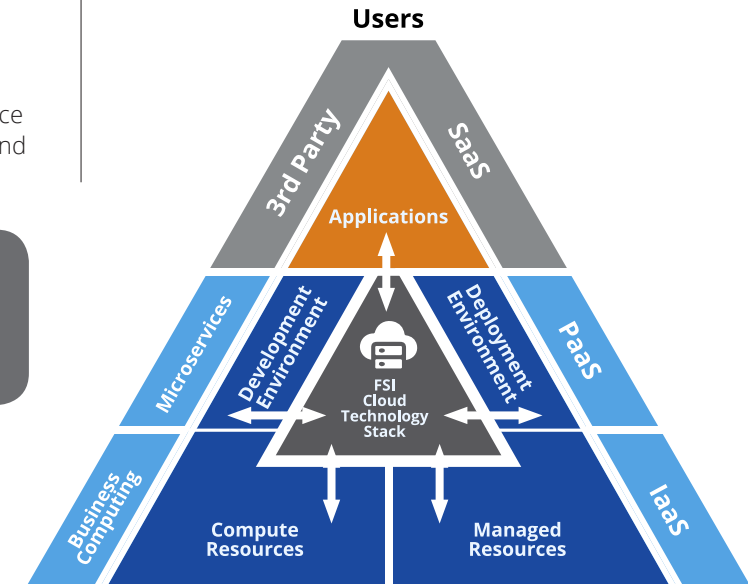 Users
ce
nd
3rd Party
SaaS
Applications
Microservices
Development
Environment
Deployment
Environment
PaaS
FSI
Cloud
Technology
Stack
Business
Computing
Compute
Resources
Managed
Resources
IaaS